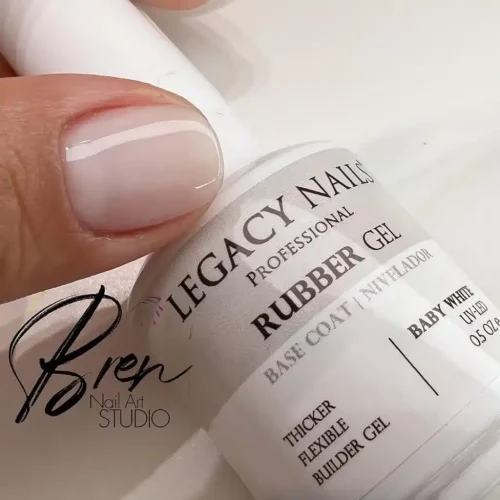 LEGACY NAILS
PROFESSIONAL
RUBBER GEL
BASE COAT | NIVELADOR
BABY WHITE
UV-LED
0.5 OZ
THICKER
FLEXIBLE
BUILDER GEL
Bren
Nail Art
STUDIO